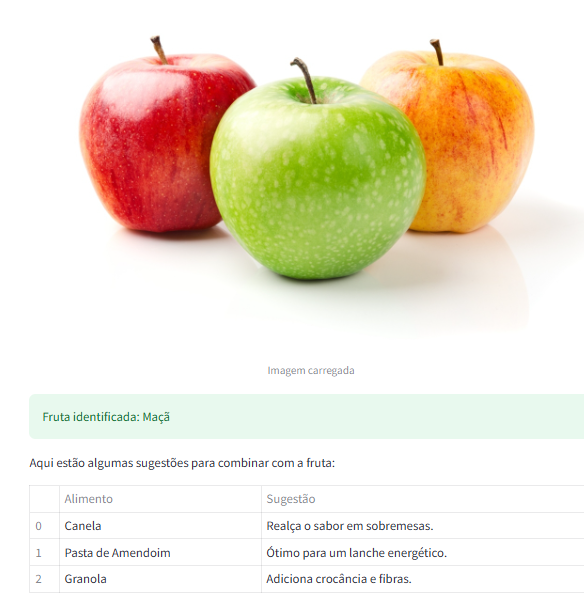 Imagem carregada
Fruta identificada: Maçã
Aqui estão algumas sugestões para combinar com a fruta:
Alimento Sugestão
0 Canela Realça o sabor em sobremesas.
1 Pasta de Amendoim Ótimo para um lanche energético.
2 Granola Adiciona crocância e fibras.